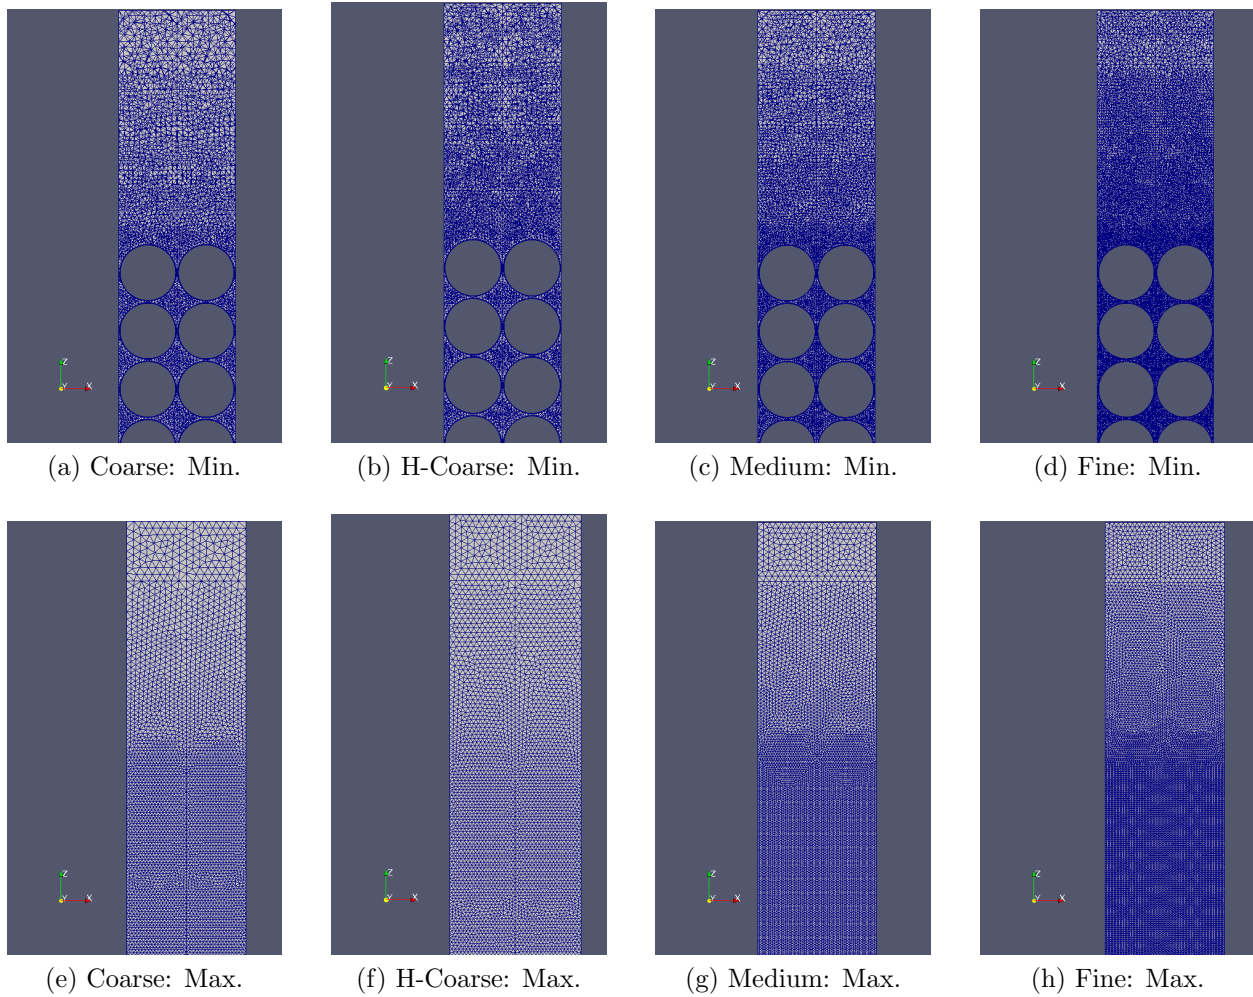 Z
Y X
Z
Y X
Z
Y X
Z
Y X
(a) Coarse: Min.
(b) H-Coarse: Min.
(c) Medium: Min.
(d) Fine: Min.
Z
Y X
Z
Y X
Z
Y X
Z
Y X
(e) Coarse: Max.
(f) H-Coarse: Max.
(g) Medium: Max.
(h) Fine: Max.